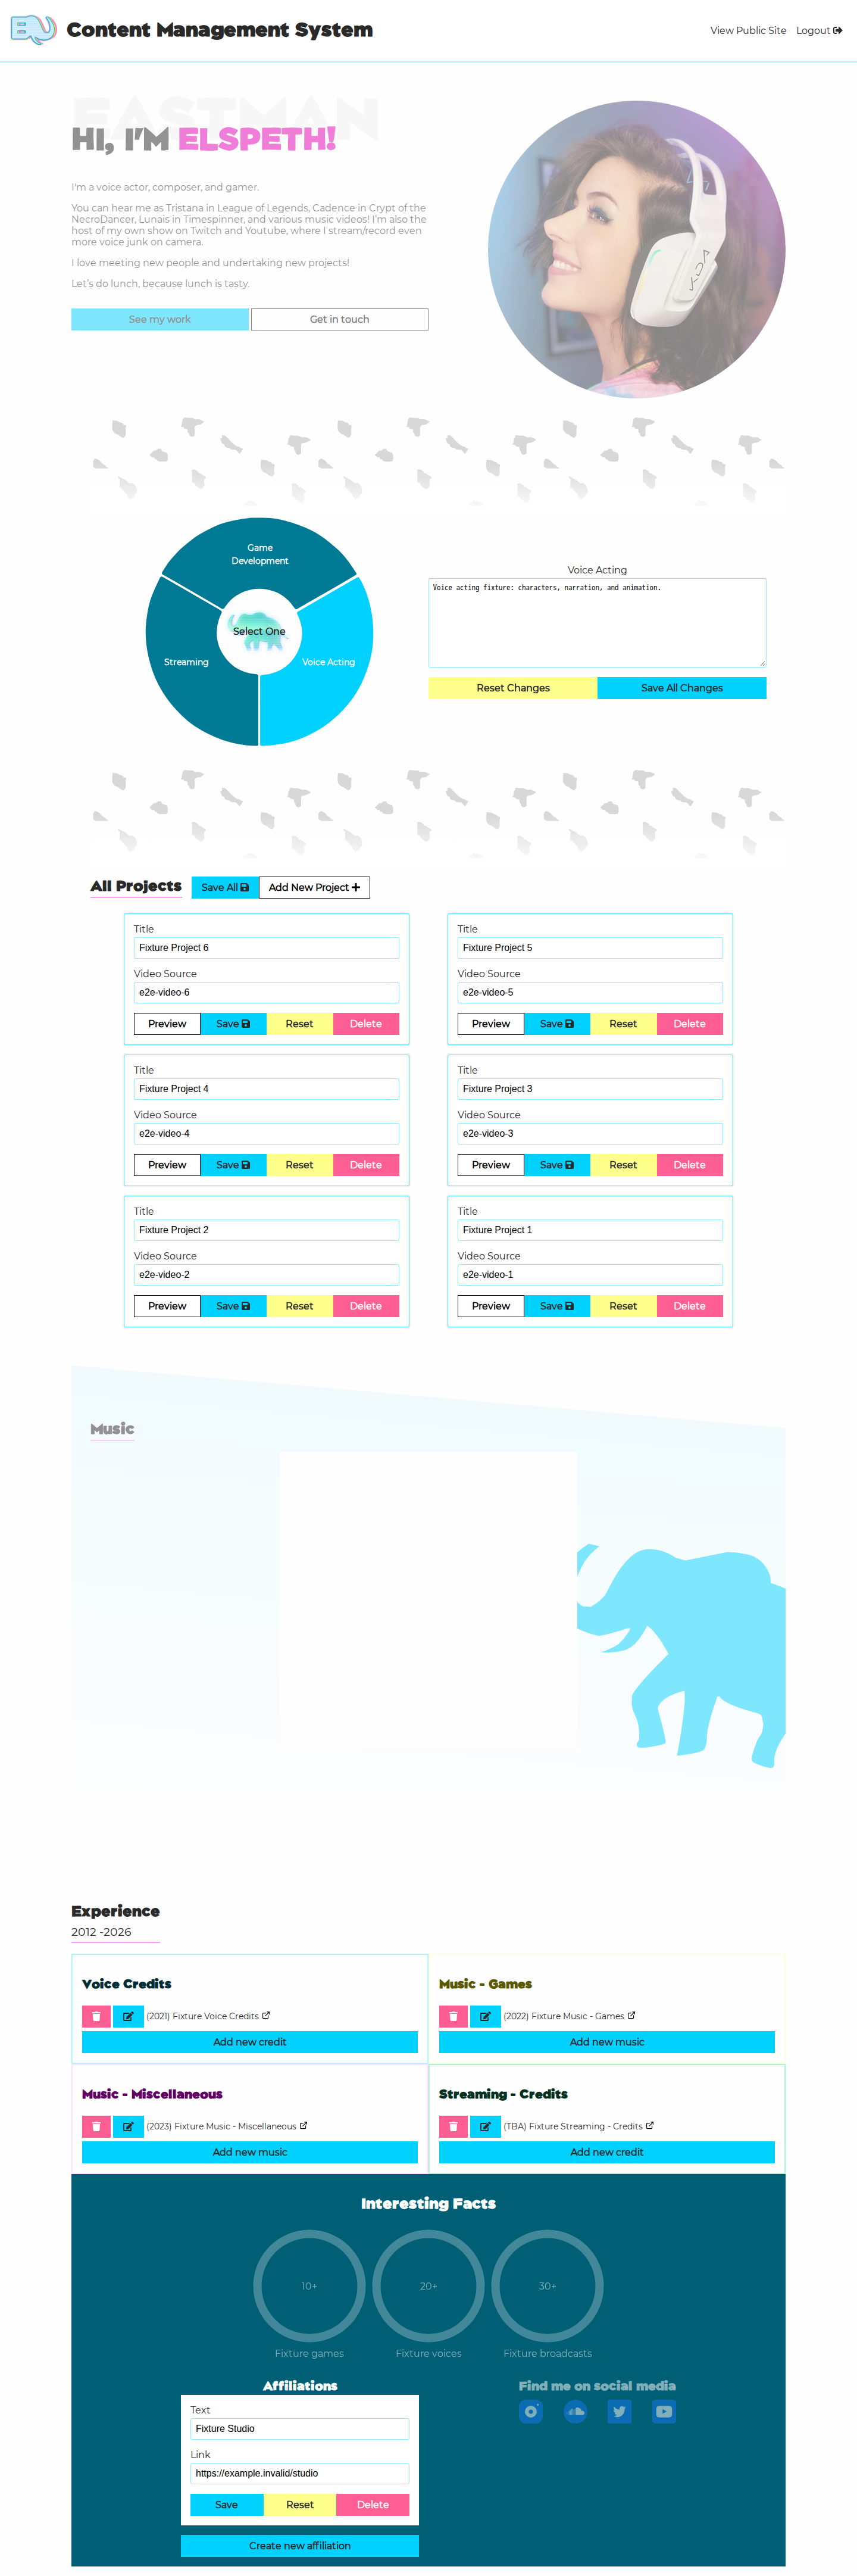 Content Management System
View Public Site
Logout
EASTMAN
HI, I'M ELSPETH!
I'm a voice actor, composer, and gamer.
You can hear me as Tristana in League of Legends, Cadence in Crypt of the
NecroDancer, Lunais in Timespinner, and various music videos! I'm also the
host of my own show on Twitch and Youtube, where I stream/record even
more voice junk on camera.
I love meeting new people and undertaking new projects!
Let's do lunch, because lunch is tasty.
See my work
Get in touch
K/DA
Game
Development
Select One
Streaming
Voice Acting
Voice Acting
Voice acting fixture: characters, narration, and animation.
Reset Changes
Save All Changes
All Projects
Save All
Add New Project
Title
Fixture Project 6
Video Source
e2e-video-6
Preview
Save
Reset
Delete
Title
Fixture Project 5
Video Source
e2e-video-5
Preview
Save
Reset
Delete
Title
Fixture Project 4
Video Source
e2e-video-4
Preview
Save
Reset
Delete
Title
Fixture Project 3
Video Source
e2e-video-3
Preview
Save
Reset
Delete
Title
Fixture Project 2
Video Source
e2e-video-2
Preview
Save
Reset
Delete
Title
Fixture Project 1
Video Source
e2e-video-1
Preview
Save
Reset
Delete
Music
Experience
2012 -2026
Voice Credits
(2021) Fixture Voice Credits
Add new credit
Music - Games
(2022) Fixture Music - Games
Add new music
Music - Miscellaneous
(2023) Fixture Music - Miscellaneous
Add new music
Streaming - Credits
(TBA) Fixture Streaming - Credits
Add new credit
Interesting Facts
10+
20+
30+
Fixture games
Fixture voices
Fixture broadcasts
Affiliations
Text
Fixture Studio
Link
https://example.invalid/studio
Save
Reset
Delete
Create new affiliation
Find me on social media